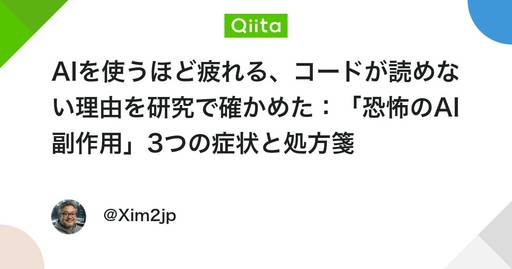 Qiita
AIを使うほど疲れる、コードが読めな
い理由を研究で確かめた：「恐怖のAI
副作用」3つの症状と処方箋
@Xim2jp